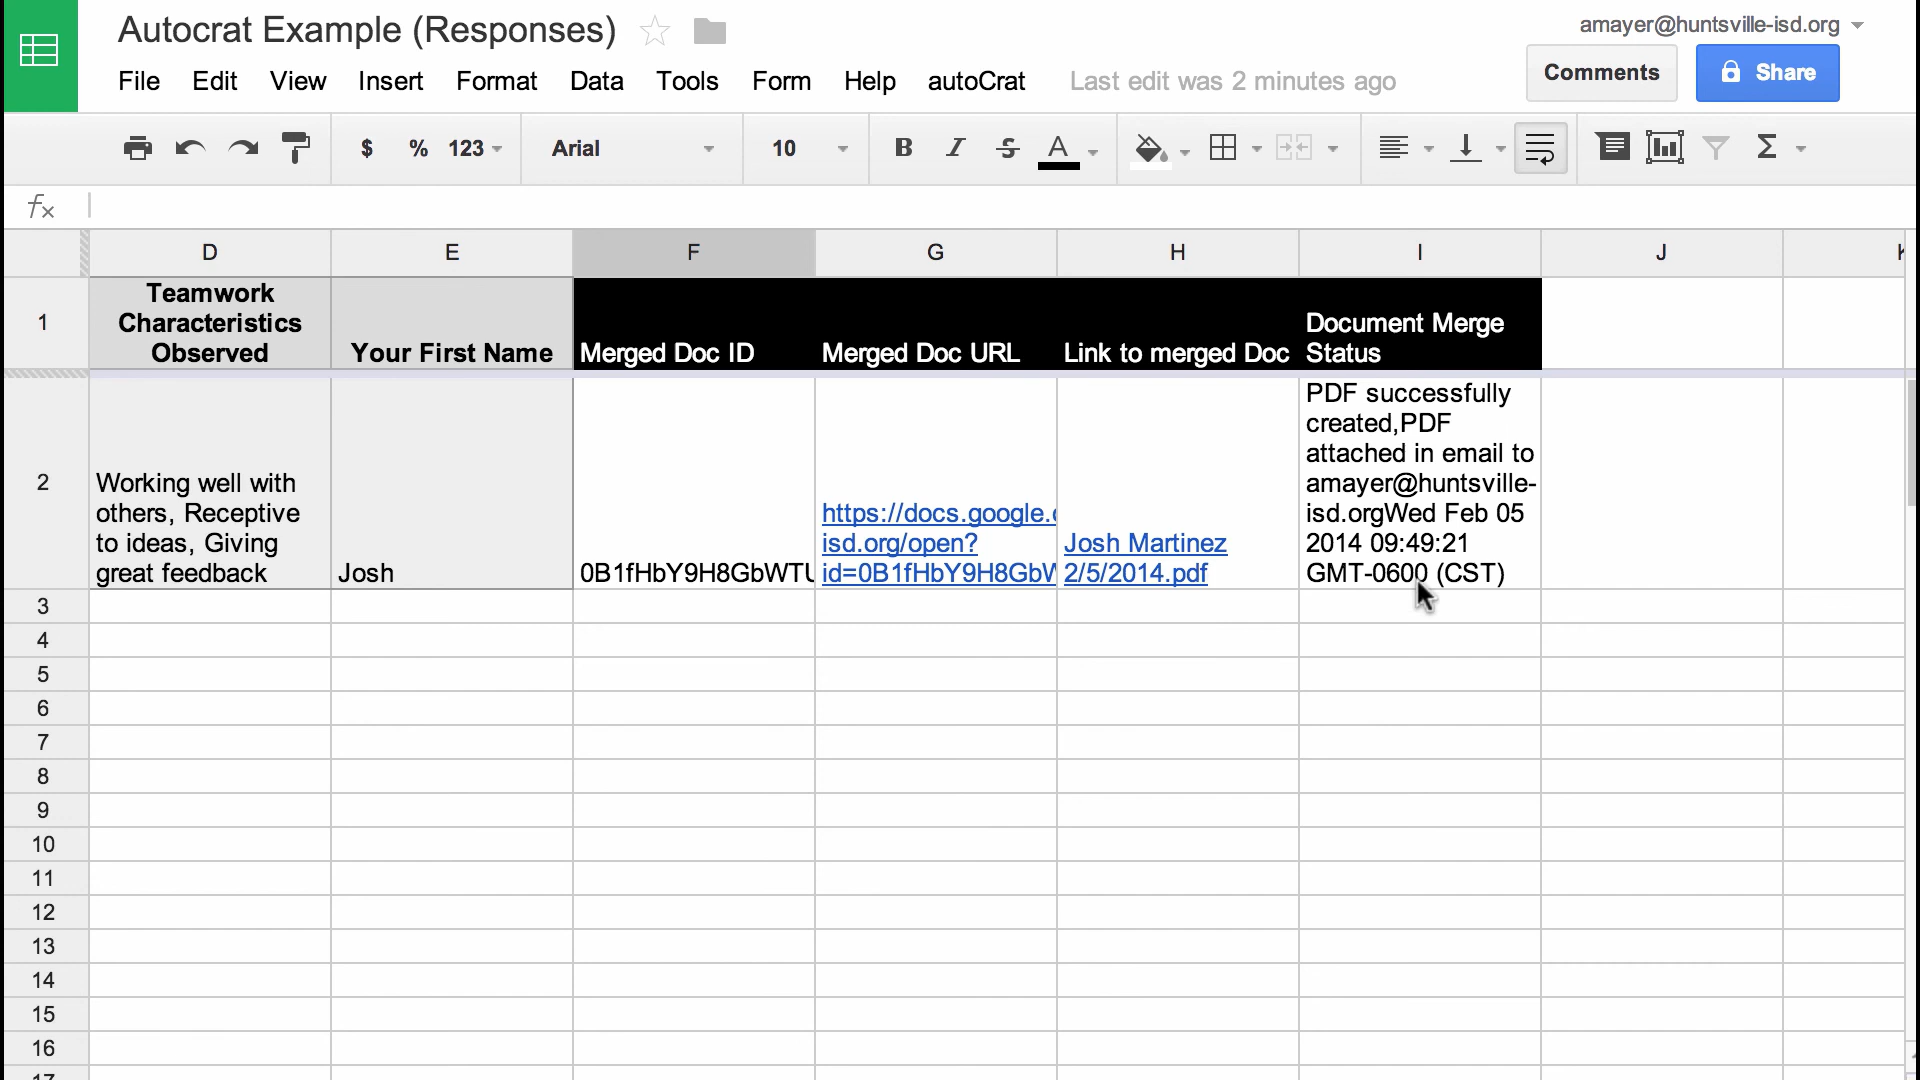 Autocrat Example (Responses)
amayer@huntsville-isd.org
File Edit View Insert Format Data Tools Form Help autoCrat Last edit was 2 minutes ago
Comments
Share
$ % 123 Arial 10 B I S A Σ
fx
D E F G H I J
1
Teamwork
Characteristics
Observed
Your First Name
Merged Doc ID
Merged Doc URL
Link to merged Doc
Document Merge
Status
2
Working well with
others, Receptive
to ideas, Giving
great feedback
Josh
0B1fHbY9H8GbWTU
https://docs.google.
isd.org/open?
id=0B1fHbY9H8GbW
Josh Martinez
2/5/2014.pdf
PDF successfully
created,PDF
attached in email to
amayer@huntsville-
isd.orgWed Feb 05
2014 09:49:21
GMT-0600 (CST)
3
4
5
6
7
8
9
10
11
12
13
14
15
16
17